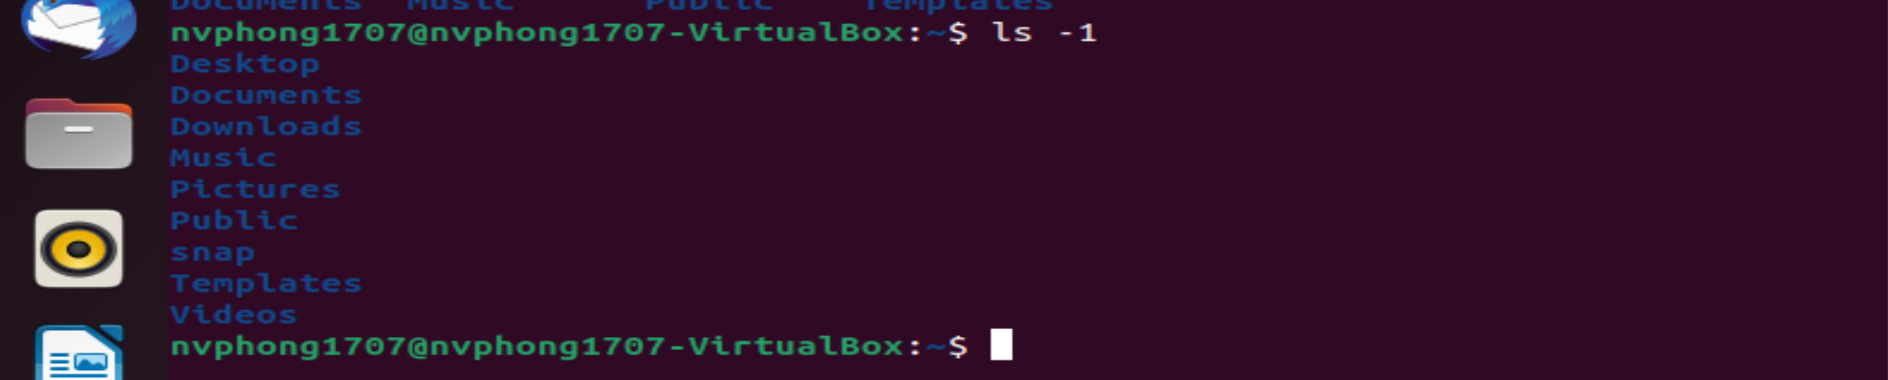 Documents Music Public Templates
nvphong1707@nvphong1707-VirtualBox:~$ ls -1
Desktop
Documents
Downloads
Music
Pictures
Public
snap
Templates
Videos
nvphong1707@nvphong1707-VirtualBox:~$